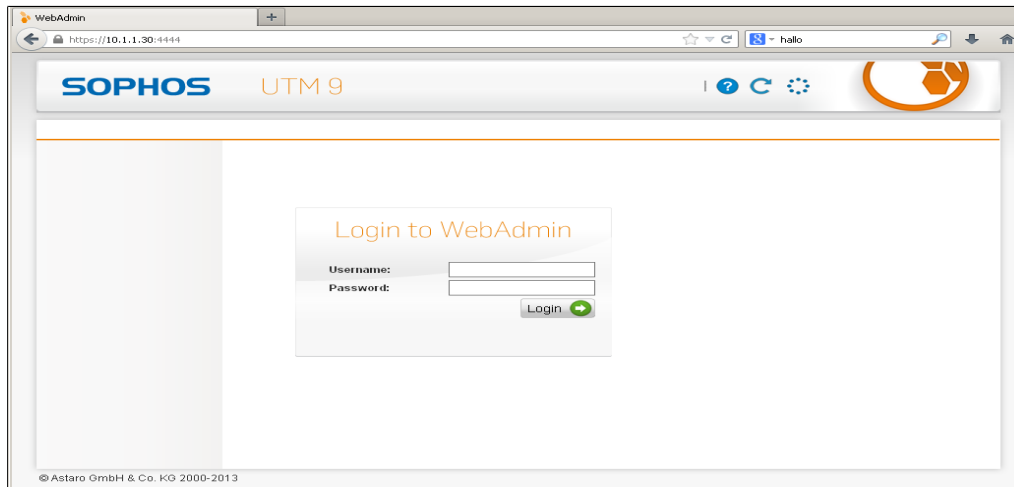 WebAdmin
https://10.1.1.30:4444
8 hallo
SOPHOS UTM 9 | ?
Login to WebAdmin
Username:
Password:
Login
© Astaro GmbH & Co. KG 2000-2013